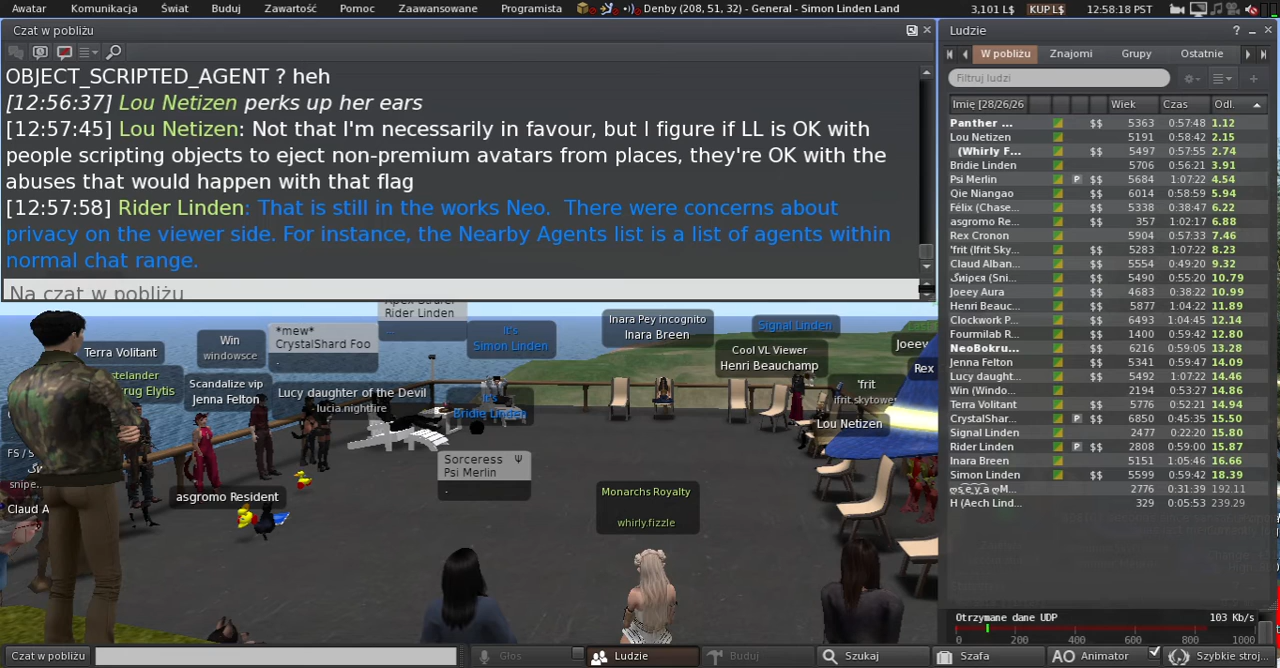 Awatar Komunikacja Świat Buduj Zawartość Pomoc Zaawansowane Programista Denby (208, 51, 32) - General - Simon Linden Land 3,101 L$ KUP L$ 12:58:18 PST
Czat w pobliżu
OBJECT_SCRIPTED_AGENT ? heh
[12:56:37] Lou Netizen perks up her ears
[12:57:45] Lou Netizen: Not that I'm necessarily in favour, but I figure if LL is OK with
people scripting objects to eject non-premium avatars from places, they're OK with the
abuses that would happen with that flag
[12:57:58] Rider Linden: That is still in the works Neo.  There were concerns about
privacy on the viewer side. For instance, the Nearby Agents list is a list of agents within
normal chat range.
Na czat w pobliżu
Rider Linden
Terra Volitant
Win
windowsce
*mew*
CrystalShard Foo
It's
Simon Linden
Inara Pey incognito
Inara Breen
Signal Linden
Cool VL Viewer
Henri Beauchamp
Joeey
Rex
stelander
rug Elytis
Scandalize vip
Jenna Felton
Lucy daughter of the Devil
lucia.nightfire
It's
Bridie Linden
'frit
ifrit skytower
Lou Netizen
FS / S
snipe...
Claud A
asgromo Resident
Sorceress Ψ
Psi Merlin
Monarchs Royalty
whirly.fizzle
Ludzie
W pobliżu Znajomi Grupy Ostatnie
Filtruj ludzi
Imię [28/26/26 Wiek Czas Odl.
Panther ... $$ 5363 0:57:48 1.12
Lou Netizen 5191 0:58:42 2.15
(Whirly F... $$ 5497 0:57:55 2.74
Bridie Linden 5706 0:56:21 3.91
Psi Merlin P $$ 5684 1:07:22 4.54
Qie Niangao $$ 6014 0:58:59 5.94
Félix (Chase... $$ 5338 0:38:47 6.22
asgromo Re... $$ 357 1:02:17 6.88
Rex Cronon 5904 0:57:33 7.46
'frit (Ifrit Sky... $$ 5283 1:07:22 8.23
Claud Alban... $$ 5554 0:49:20 9.32
(Sni... $$ 5490 0:55:20 10.79
Joeey Aura $$ 4683 0:38:22 10.99
Henri Beauc... $$ 5877 1:04:22 11.89
Clockwork P... $$ 6493 1:04:45 12.14
Fourmilab R... $$ 1400 0:59:42 12.80
NeoBokru... $$ 6216 0:59:05 13.28
Jenna Felton $$ 5341 0:59:47 14.09
Lucy daught... $$ 5492 1:07:22 14.46
Win (Windo... 2194 0:53:27 14.86
Terra Volitant $$ 5776 0:52:21 14.94
CrystalShar... P $$ 6850 0:45:35 15.50
Signal Linden 2477 0:22:20 15.80
Rider Linden P $$ 2808 0:59:00 15.87
Inara Breen 5151 1:05:46 16.66
Simon Linden $$ 5599 0:59:42 18.39
2776 0:31:39 192.11
H (Aech Lind... 329 0:05:53 239.29
Otrzymane dane UDP 103 Kb/s
0 200 400 600 800 1000
Czat w pobliżu Głos Ludzie Buduj Szukaj Szafa AO Animator Szybkie stroj...